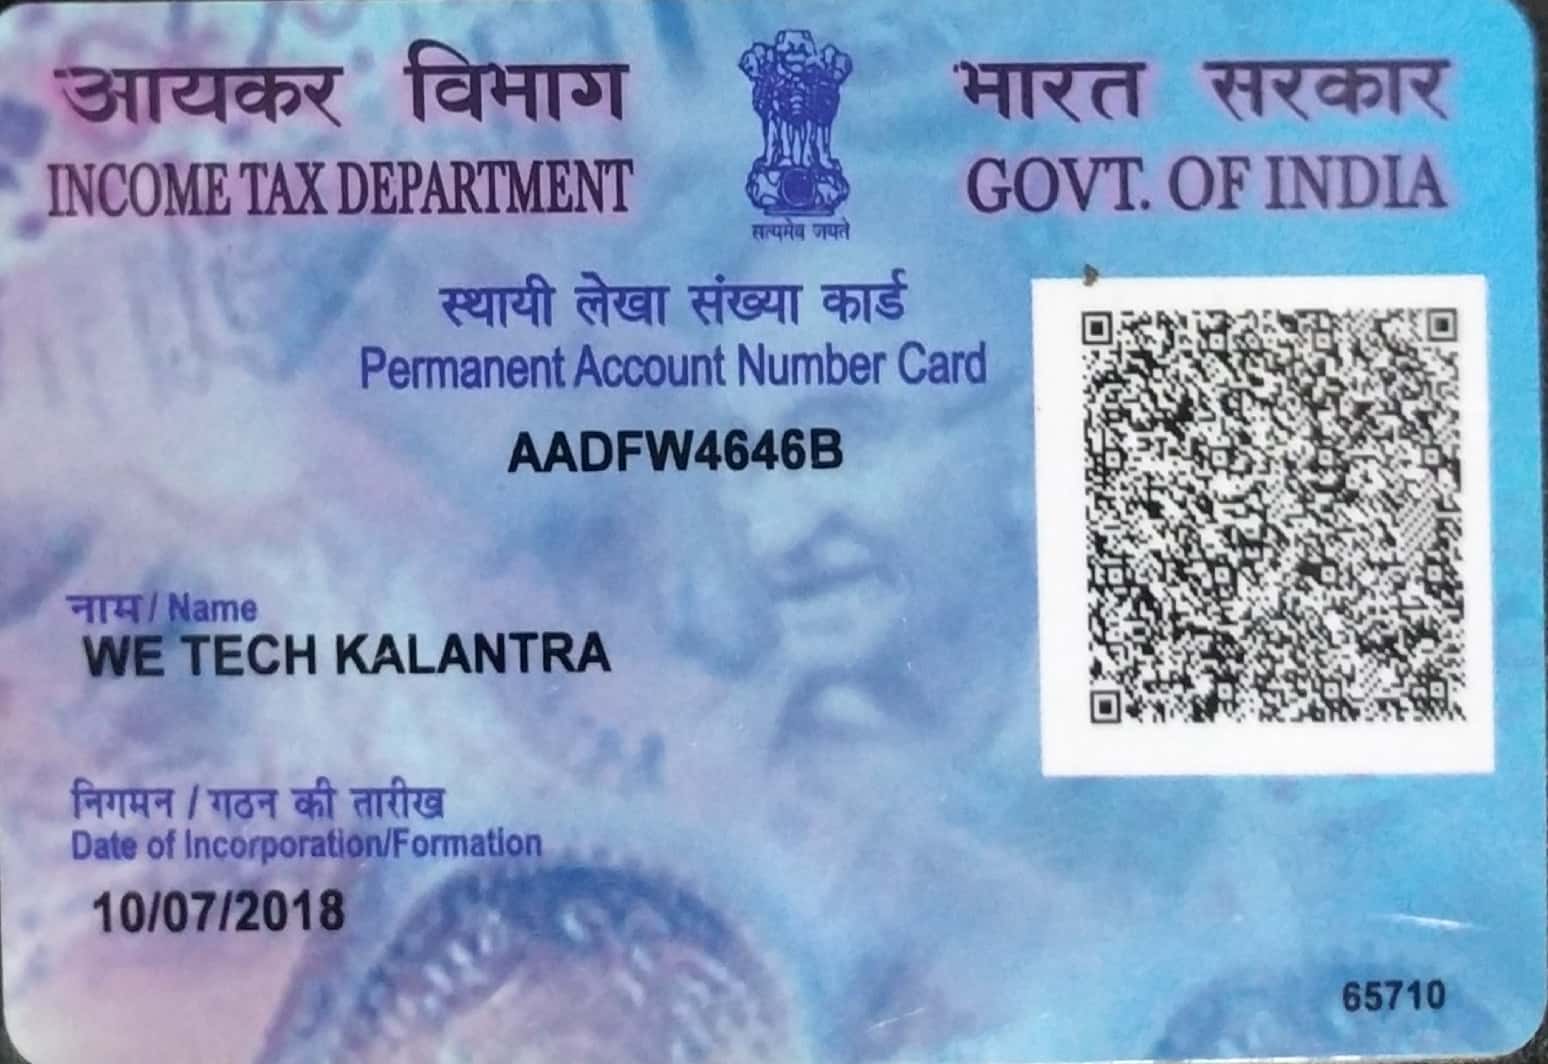 आयकर विभाग
INCOME TAX DEPARTMENT
सत्यमेव जयते
भारत सरकार
GOVT. OF INDIA
स्थायी लेखा संख्या कार्ड
Permanent Account Number Card
AADFW4646B
नाम / Name
WE TECH KALANTRA
निगमन / गठन की तारीख
Date of Incorporation/Formation
10/07/2018
65710